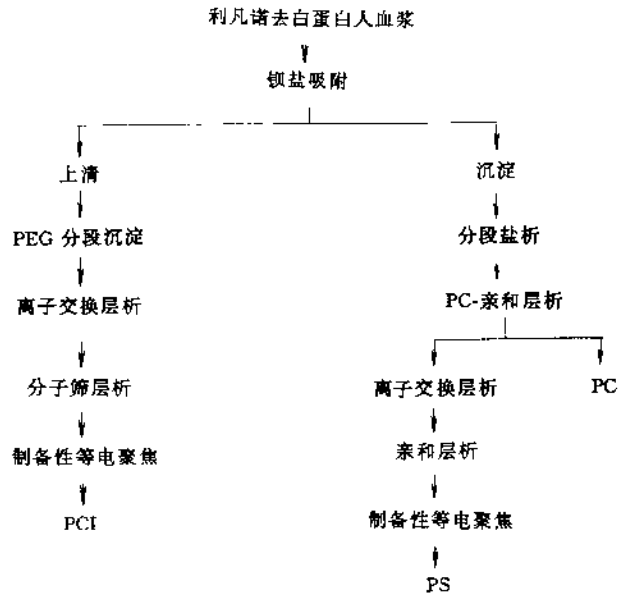 利凡诺去白蛋白人血浆
钡盐吸附
上清
沉淀
PEG 分段沉淀
分段盐析
离子交换层析
PC-亲和层析
分子筛层析
离子交换层析
PC
制备性等电聚焦
亲和层析
PCI
制备性等电聚焦
PS